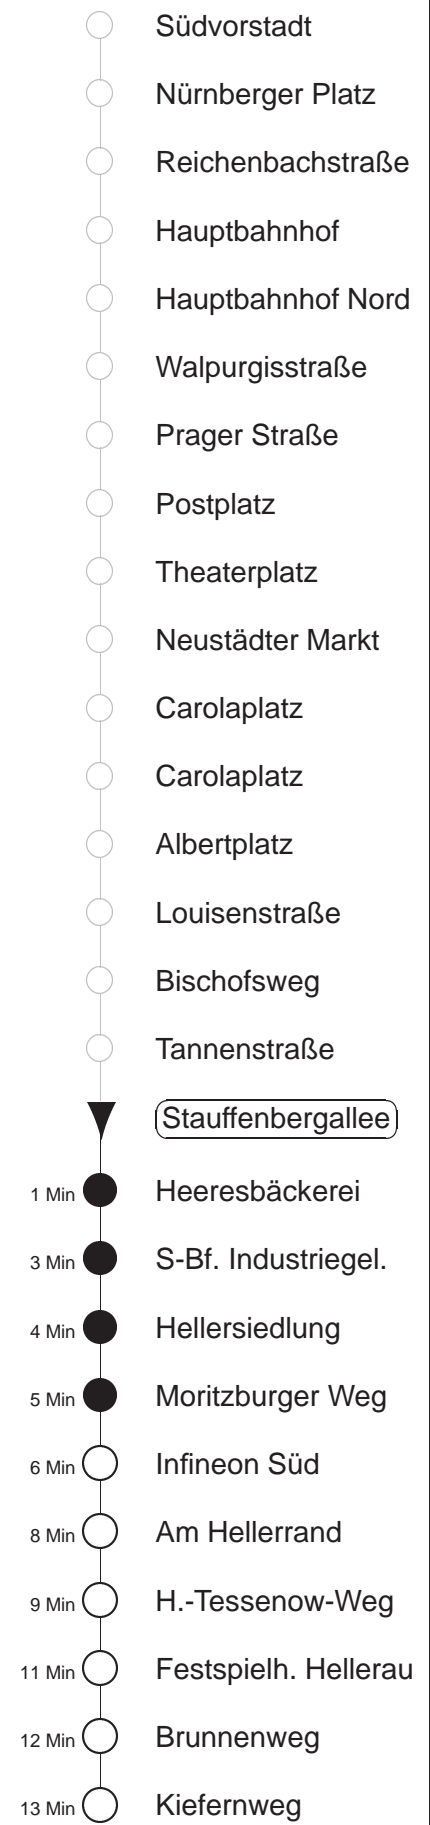 Südvorstadt
Nürnberger Platz
Reichenbachstraße
Hauptbahnhof
Hauptbahnhof Nord
Walpurgisstraße
Prager Straße
Postplatz
Theaterplatz
Neustädter Markt
Carolaplatz
Carolaplatz
Albertplatz
Louisenstraße
Bischofsweg
Tannenstraße
Stauffenbergallee
1 Min Heeresbäckerei
3 Min S-Bf. Industriegel.
4 Min Hellersiedlung
5 Min Moritzburger Weg
6 Min Infineon Süd
8 Min Am Hellerrand
9 Min H.-Tessenow-Weg
11 Min Festspielh. Hellerau
12 Min Brunnenweg
13 Min Kiefernweg